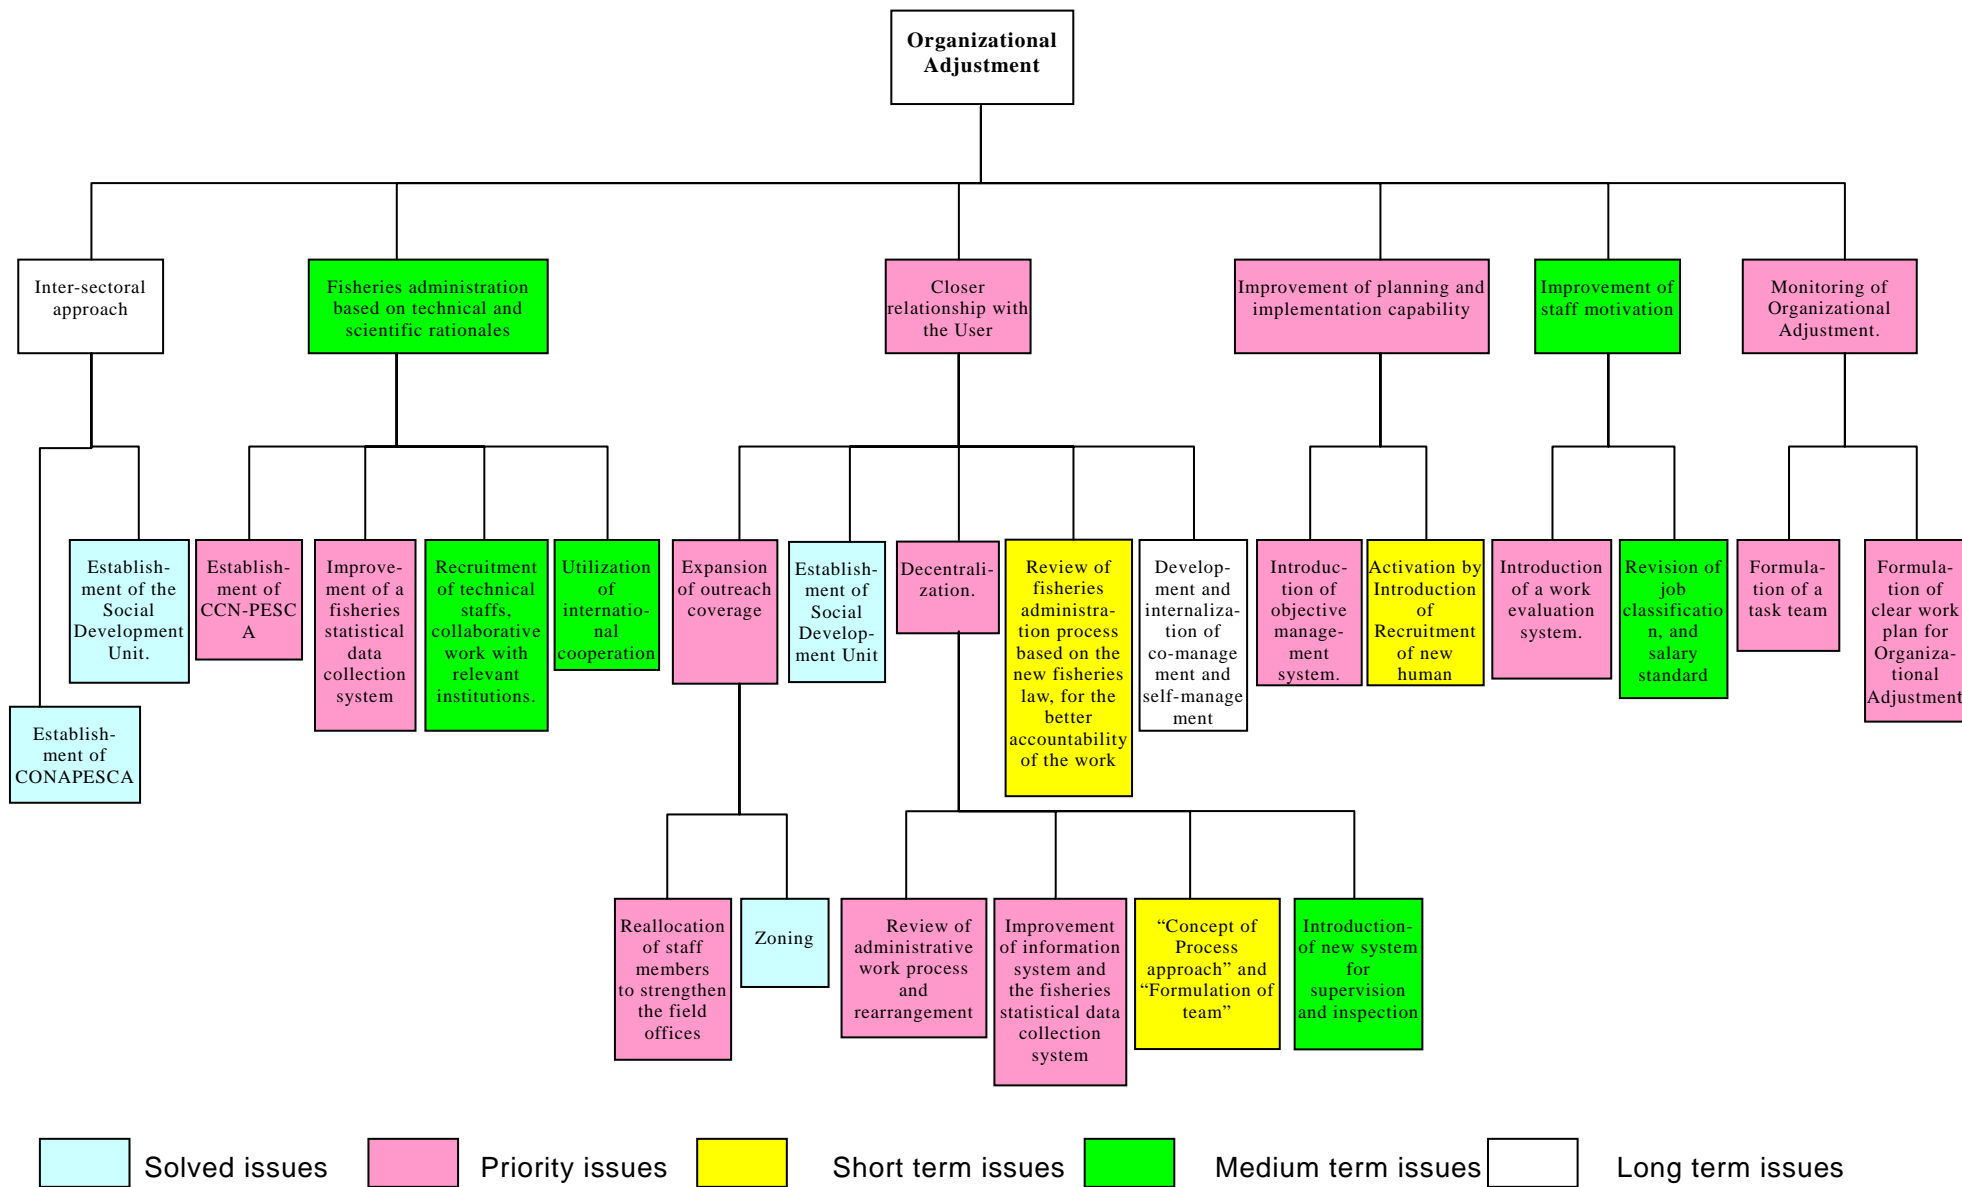 Organizational
Adjustment
Inter-sectoral
approach
Fisheries administration
based on technical and
scientific rationales
Closer
relationship with
the User
Improvement of planning and
implementation capability
Improvement of
staff motivation
Monitoring of
Organizational
Adjustment.
Establish-
ment of the
Social
Development
Unit.
Establish-
ment of
CONAPESCA
Establish-
ment of
CCN-PESC
A
Improve-
ment of a
fisheries
statistical
data
collection
system
Recruitment
of technical
staffs,
collaborative
work with
relevant
institutions.
Utilization
of
internatio-
nal
cooperation
Expansion
of outreach
coverage
Establish-
ment of
Social
Develop-
ment Unit
Decentrali-
zation.
Review of
fisheries
administra-
tion process
based on the
new fisheries
law, for the
better
accountability
of the work
Develop-
ment and
internaliza-
tion of
co-manage
ment and
self-manage
ment
Introduc-
tion of
objective
manage-
ment
system.
Activation by
Introduction
of
Recruitment
of new
human
Introduction
of a work
evaluation
system.
Revision of
job
classificatio
n, and
salary
standard
Formula-
tion of a
task team
Formula-
tion of
clear work
plan for
Organiza-
tional
Adjustment
Reallocation
of staff
members
to strengthen
the field
offices
Zoning
Review of
administrative
work process
and
rearrangement
Improvement
of information
system and
the fisheries
statistical data
collection
system
“Concept of
Process
approach” and
“Formulation of
team”
Introduction-
of new system
for
supervision
and inspection
Solved issues
Priority issues
Short term issues
Medium term issues
Long term issues